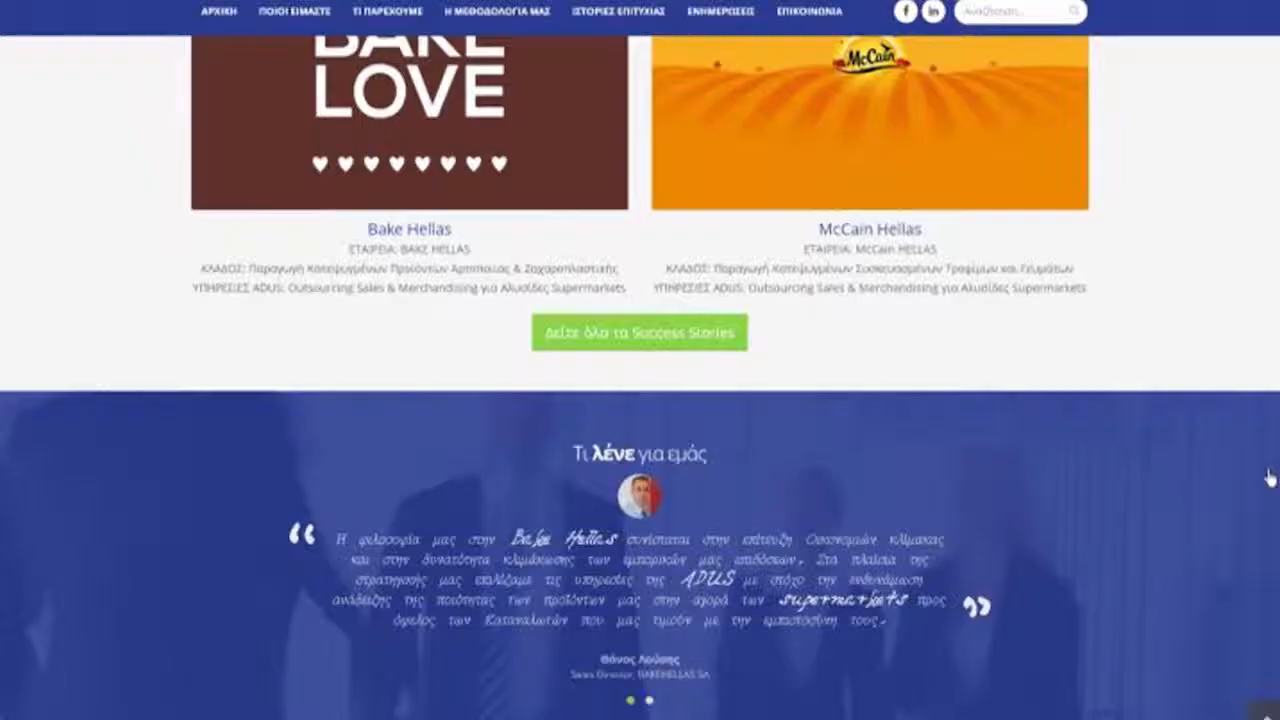 ΑΡΧΙΚΗ ΠΟΙΟΙ ΕΙΜΑΣΤΕ ΤΙ ΠΑΡΕΧΟΥΜΕ Η ΜΕΘΟΔΟΛΟΓΙΑ ΜΑΣ ΙΣΤΟΡΙΕΣ ΕΠΙΤΥΧΙΑΣ ΕΝΗΜΕΡΩΣΕΙΣ ΕΠΙΚΟΙΝΩΝΙΑ f in Αναζήτηση...
BAKE
LOVE
McCain
Bake Hellas
ΕΤΑΙΡΕΙΑ: BAKE HELLAS
ΚΛΑΔΟΣ: Παραγωγή Κατεψυγμένων Προϊόντων Αρτοποιίας & Ζαχαροπλαστικής
ΥΠΗΡΕΣΙΕΣ ADUS: Outsourcing Sales & Merchandising για Αλυσίδες Supermarkets
McCain Hellas
ΕΤΑΙΡΕΙΑ: McCain HELLAS
ΚΛΑΔΟΣ: Παραγωγή Κατεψυγμένων Συσκευασμένων Τροφίμων και Γευμάτων
ΥΠΗΡΕΣΙΕΣ ADUS: Outsourcing Sales & Merchandising για Αλυσίδες Supermarkets
Δείτε όλα τα Success Stories
Τι λένε για εμάς
“ Η φιλοσοφία μας στην Bake Hellas συνίσταται στην επίτευξη Οικονομιών κλίμακας
και στην δυνατότητα κλιμάκωσης των εμπορικών μας επιδόσεων. Στα πλαίσια της
στρατηγικής μας επιλέξαμε τις υπηρεσίες της ADUS με στόχο την ενδυνάμωση
ανάδειξης της ποιότητας των προϊόντων μας στην αγορά των supermarkets προς
όφελος των Καταναλωτών που μας τιμούν με την εμπιστοσύνη τους. ”
Θάνος Λούσης
Sales Director, BAKEHELLAS SA